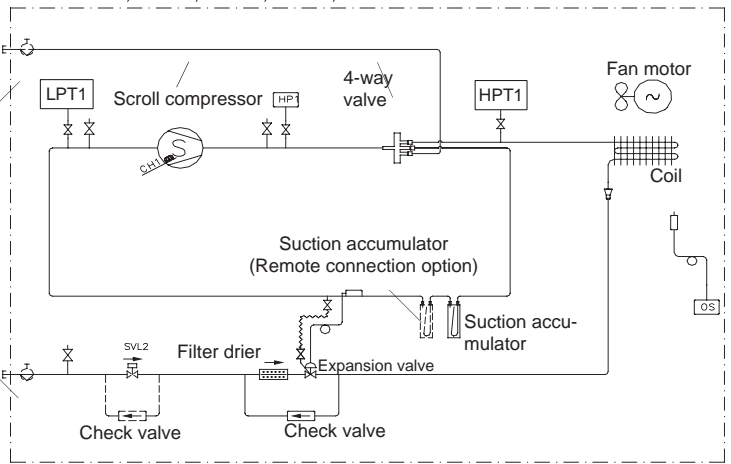 4-way
valve
Fan motor
LPT1
Scroll compressor
HP1
HPT1
S
CH1
Coil
Suction accumulator
(Remote connection option)
OS
Suction accu-
mulator
SVL2
Filter drier
Expansion valve
Check valve
Check valve